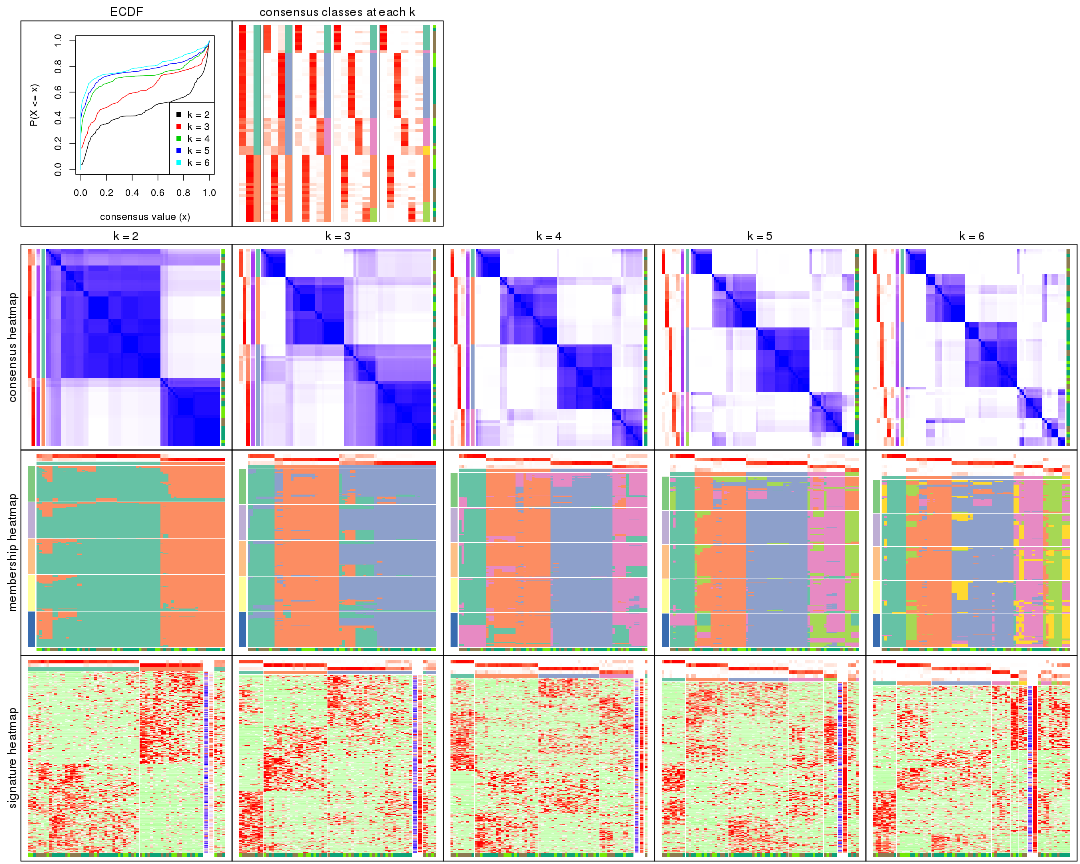 ECDF
consensus classes at each k
P(X <= x)
0.0 0.2 0.4 0.6 0.8 1.0
k = 2
k = 3
k = 4
k = 5
k = 6
0.0 0.2 0.4 0.6 0.8 1.0
consensus value (x)
k = 2 k = 3 k = 4 k = 5 k = 6
consensus heatmap
membership heatmap
signature heatmap